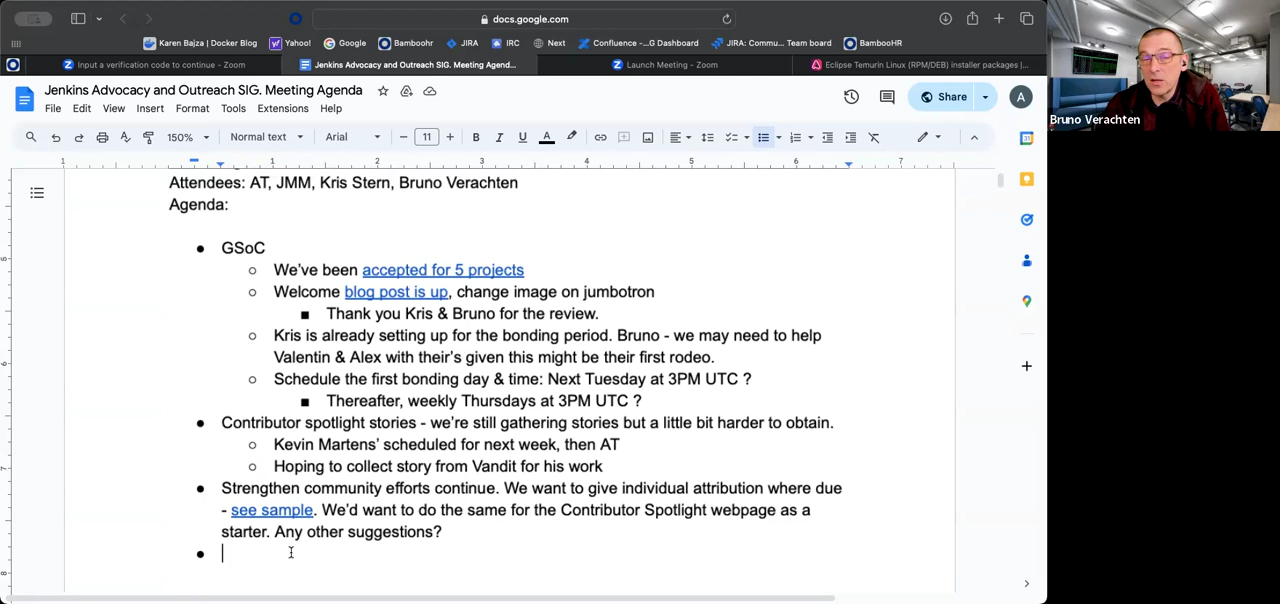 docs.google.com
Karen Bajza | Docker Blog
Yahoo!
Google
Bamboohr
JIRA
IRC
Next
Confluence ...G Dashboard
JIRA: Commu... Team board
BambooHR
Input a verification code to continue - Zoom
Jenkins Advocacy and Outreach SIG. Meeting Agend...
Launch Meeting - Zoom
Eclipse Temurin Linux (RPM/DEB) installer packages |...
Jenkins Advocacy and Outreach SIG. Meeting Agenda
File Edit View Insert Format Tools Extensions Help
Share
A
150% Normal text Arial 11 B I U A
1 1 2 3 4 5 6 7
Attendees: AT, JMM, Kris Stern, Bruno Verachten
Agenda:
● GSoC
○ We've been accepted for 5 projects
○ Welcome blog post is up, change image on jumbotron
■ Thank you Kris & Bruno for the review.
○ Kris is already setting up for the bonding period. Bruno - we may need to help
Valentin & Alex with their's given this might be their first rodeo.
○ Schedule the first bonding day & time: Next Tuesday at 3PM UTC ?
■ Thereafter, weekly Thursdays at 3PM UTC ?
● Contributor spotlight stories - we're still gathering stories but a little bit harder to obtain.
○ Kevin Martens' scheduled for next week, then AT
○ Hoping to collect story from Vandit for his work
● Strengthen community efforts continue. We want to give individual attribution where due
- see sample. We'd want to do the same for the Contributor Spotlight webpage as a
starter. Any other suggestions?
●
Bruno Verachten